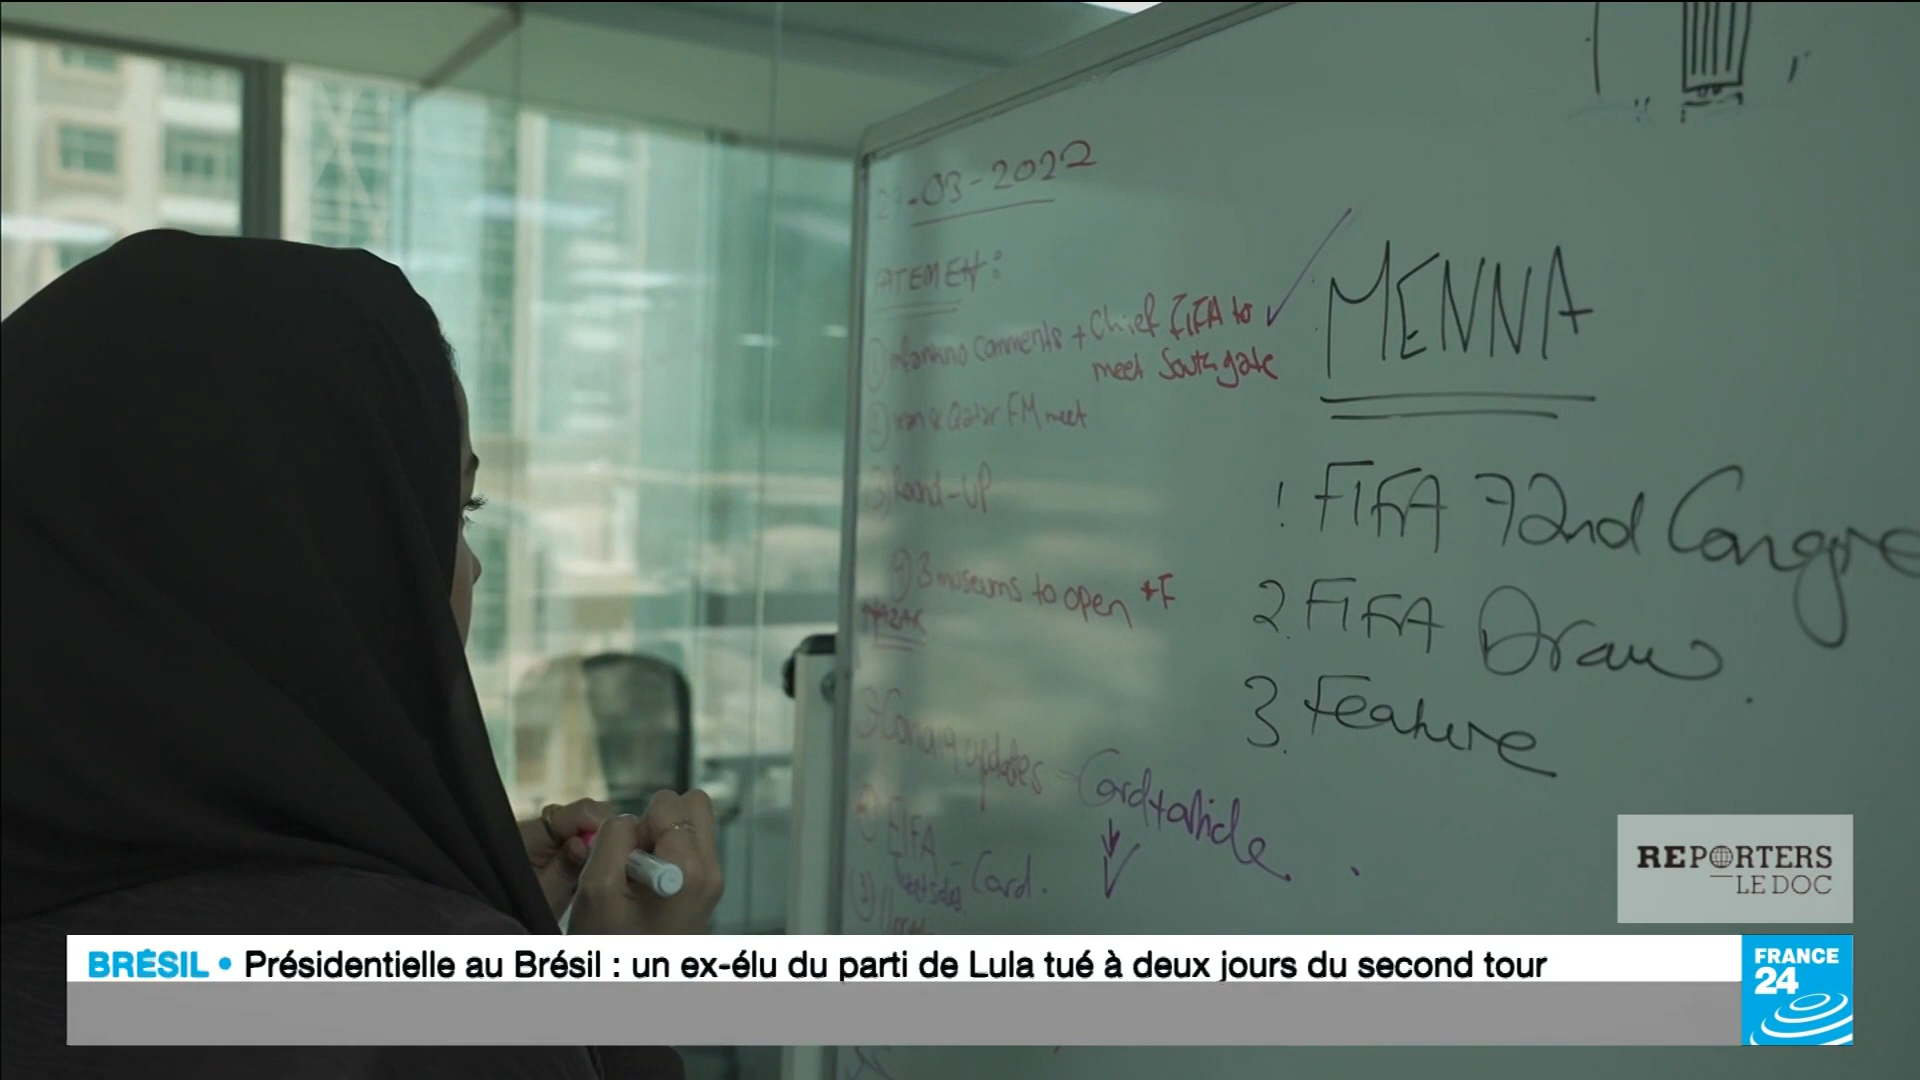 -03-2022
① comments + Chief FIFA to
meet Southgate
② & Qatar FM meet
Round-UP
3 museums to open +F
updates - Card+article
FIFA
Card.
MENNA
1 FIFA 72nd Congre
2. FIFA Draw
3. Feature
REPORTERS
LE DOC
BRÉSIL • Présidentielle au Brésil : un ex-élu du parti de Lula tué à deux jours du second tour
FRANCE
24